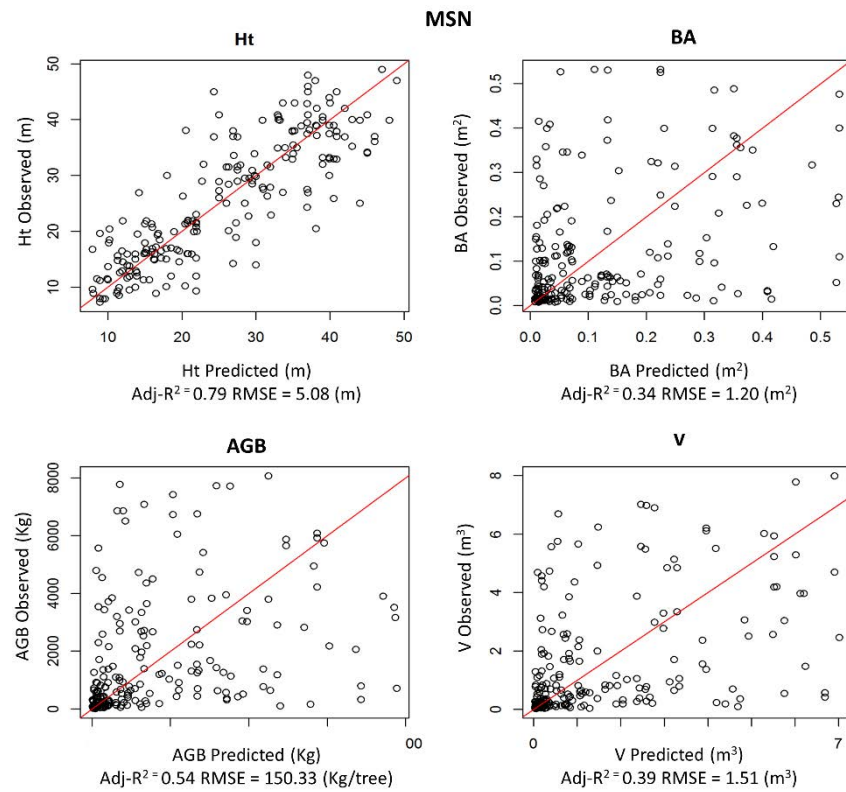 MSN
Ht
BA
50
40
30
20
10
Ht Observed (m)
10 20 30 40 50
Ht Predicted (m)
Adj-R² = 0.79 RMSE = 5.08 (m)
0.5
0.4
0.3
0.2
0.1
0.0
BA Observed (m²)
0.0 0.1 0.2 0.3 0.4 0.5
BA Predicted (m²)
Adj-R² = 0.34 RMSE = 1.20 (m²)
AGB
V
8000
6000
4000
2000
0
AGB Observed (Kg)
00
AGB Predicted (Kg)
Adj-R² = 0.54 RMSE = 150.33 (Kg/tree)
8
6
4
2
0
V Observed (m³)
0 7
V Predicted (m³)
Adj-R² = 0.39 RMSE = 1.51 (m³)